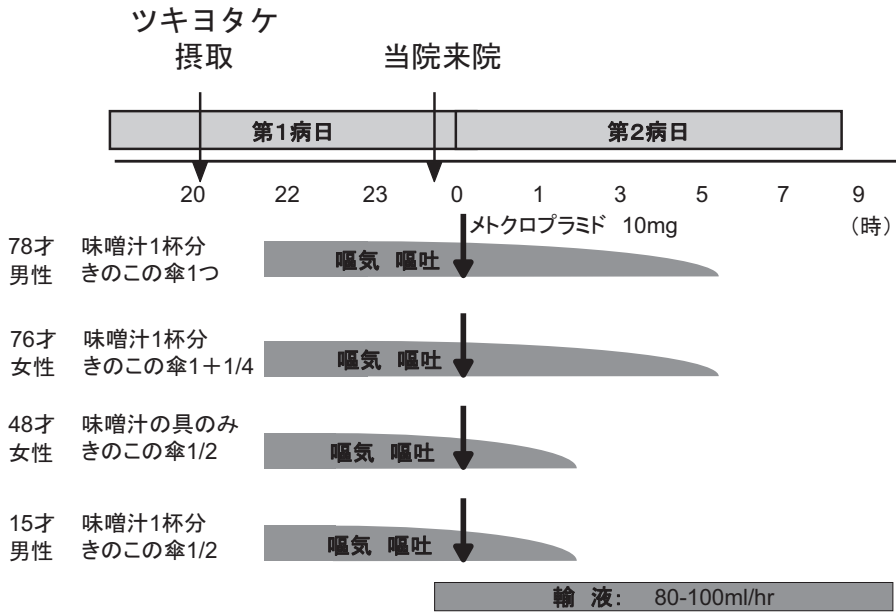 ツキヨタケ
摂取
当院来院
第1病日
第2病日
20 22 23 0 1 3 5 7 9
(時)
メトクロプラミド 10mg
78才 味噌汁1杯分
男性 きのこの傘1つ
嘔気 嘔吐
76才 味噌汁1杯分
女性 きのこの傘1+1/4
嘔気 嘔吐
48才 味噌汁の具のみ
女性 きのこの傘1/2
嘔気 嘔吐
15才 味噌汁1杯分
男性 きのこの傘1/2
嘔気 嘔吐
輸 液: 80-100ml/hr